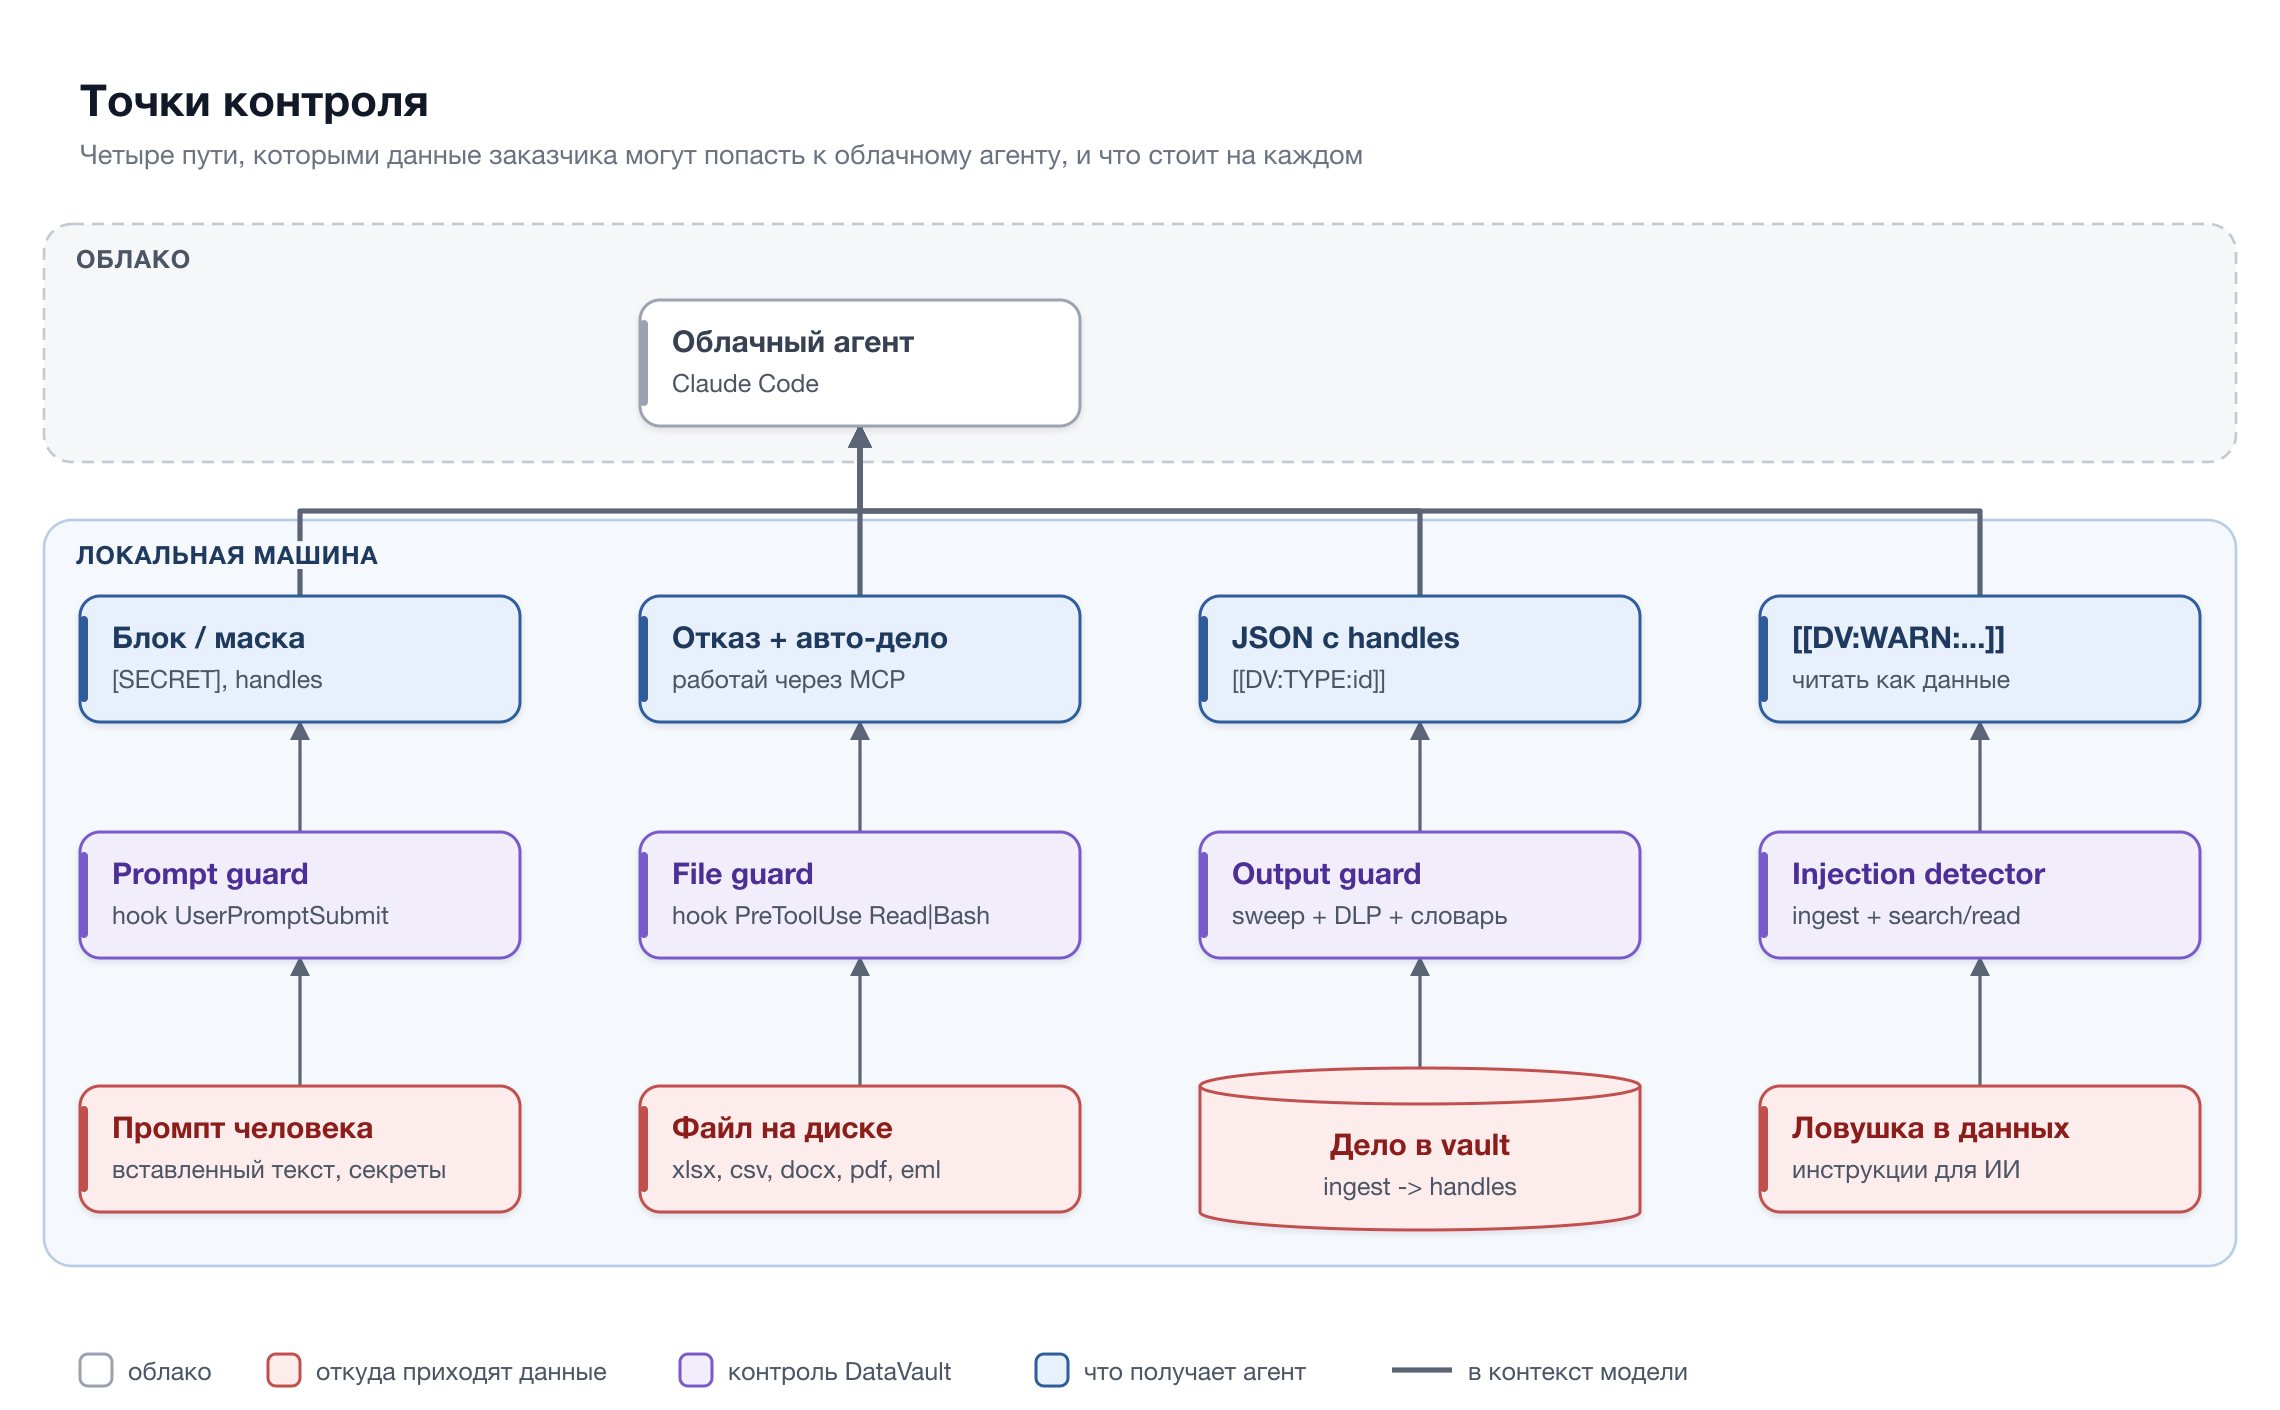 Точки контроля
Четыре пути, которыми данные заказчика могут попасть к облачному агенту, и что стоит на каждом
ОБЛАКО
Облачный агент
Claude Code
ЛОКАЛЬНАЯ МАШИНА
Блок / маска
[SECRET], handles
Отказ + авто-дело
работай через MCP
JSON с handles
[[DV:TYPE:id]]
[[DV:WARN:...]]
читать как данные
Prompt guard
hook UserPromptSubmit
File guard
hook PreToolUse Read|Bash
Output guard
sweep + DLP + словарь
Injection detector
ingest + search/read
Промпт человека
вставленный текст, секреты
Файл на диске
xlsx, csv, docx, pdf, eml
Дело в vault
ingest -> handles
Ловушка в данных
инструкции для ИИ
облако
откуда приходят данные
контроль DataVault
что получает агент
в контекст модели